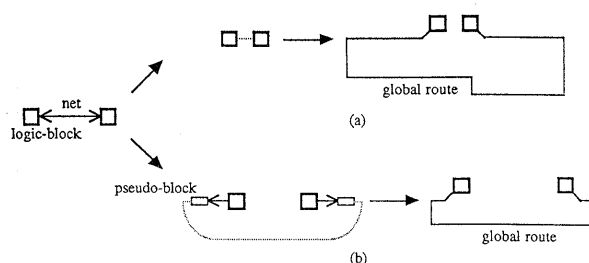 net
logic-block
global route
(a)
pseudo-block
global route
(b)